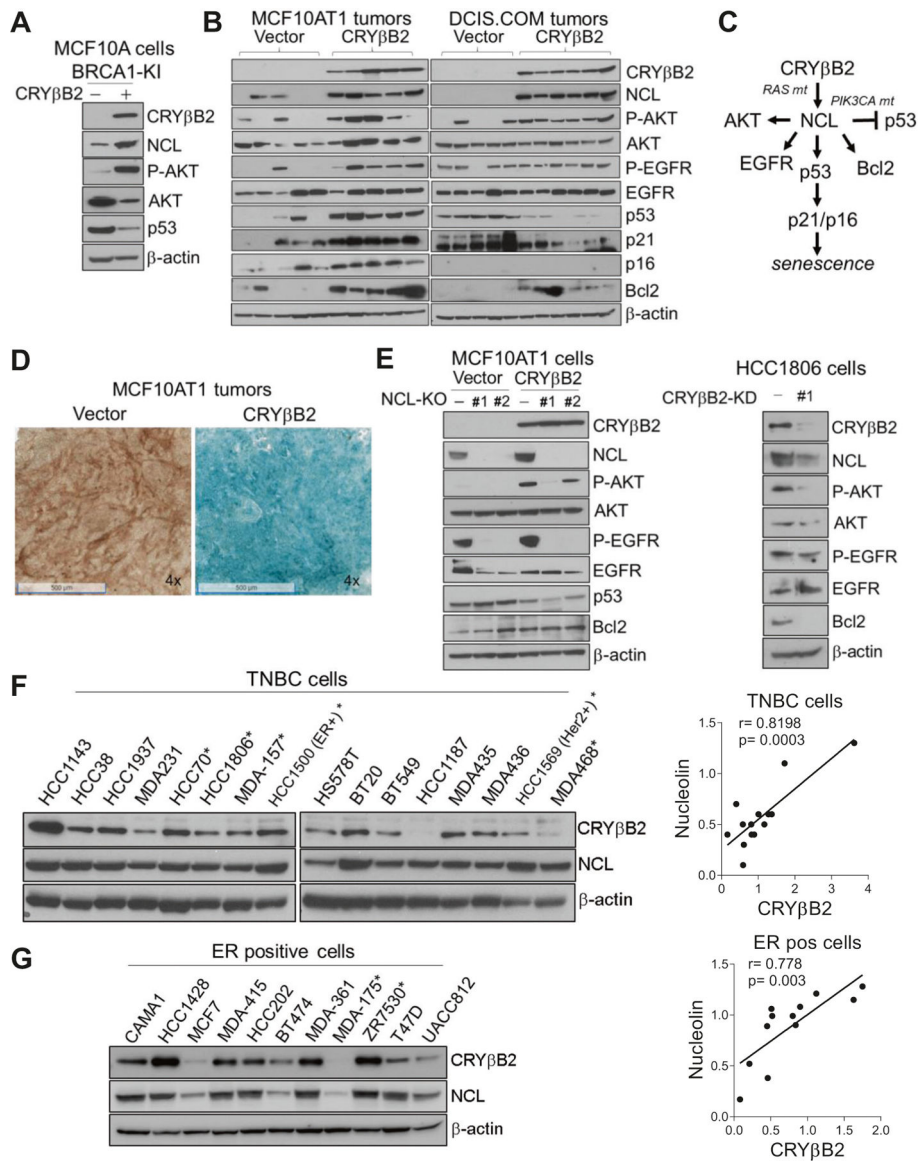 A
MCF10A cells
BRCA1-KI
CRYβB2 – +
CRYβB2
NCL
P-AKT
AKT
p53
β-actin
B
MCF10AT1 tumors DCIS.COM tumors
Vector CRYβB2 Vector CRYβB2
CRYβB2
NCL
P-AKT
AKT
P-EGFR
EGFR
p53
p21
p16
Bcl2
β-actin
C
CRYβB2
RAS mt PIK3CA mt
AKT NCL p53
EGFR p53 Bcl2
p21/p16
senescence
D
MCF10AT1 tumors
Vector CRYβB2
500 µm 4x 500 µm 4x
E
MCF10AT1 cells
Vector CRYβB2
NCL-KO – #1 #2 – #1 #2
CRYβB2
NCL
P-AKT
AKT
P-EGFR
EGFR
p53
Bcl2
β-actin
HCC1806 cells
CRYβB2-KD – #1
CRYβB2
NCL
P-AKT
AKT
P-EGFR
EGFR
Bcl2
β-actin
F
TNBC cells
HCC1143
HCC38
HCC1937
MDA231
HCC70*
HCC1806*
MDA-157*
HCC1500 (ER+) *
HS578T
BT20
BT549
HCC1187
MDA435
MDA436
HCC1569 (Her2+) *
MDA468*
CRYβB2
NCL
β-actin
TNBC cells
r= 0.8198
p= 0.0003
Nucleolin
1.5
1.0
0.5
0.0
0 1 2 3 4
CRYβB2
G
ER positive cells
CAMA1
HCC1428
MCF7
MDA-415
HCC202
BT474
MDA-361
MDA-175*
ZR7530*
T47D
UACC812
CRYβB2
NCL
β-actin
ER pos cells
r= 0.778
p= 0.003
Nucleolin
1.5
1.0
0.5
0.0
0.0 0.5 1.0 1.5 2.0
CRYβB2